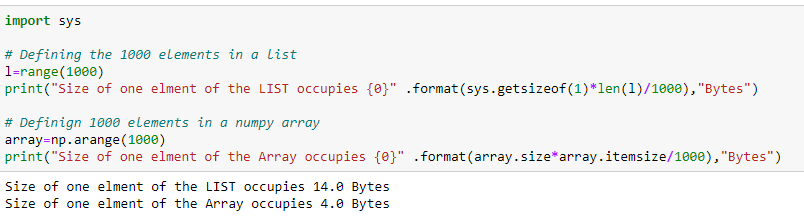 import sys
# Defining the 1000 elements in a list
l=range(1000)
print("Size of one elment of the LIST occupies {0}" .format(sys.getsizeof(1)*len(l)/1000),"Bytes")
# Definign 1000 elements in a numpy array
array=np.arange(1000)
print("Size of one elment of the Array occupies {0}" .format(array.size*array.itemsize/1000),"Bytes")
Size of one elment of the LIST occupies 14.0 Bytes
Size of one elment of the Array occupies 4.0 Bytes